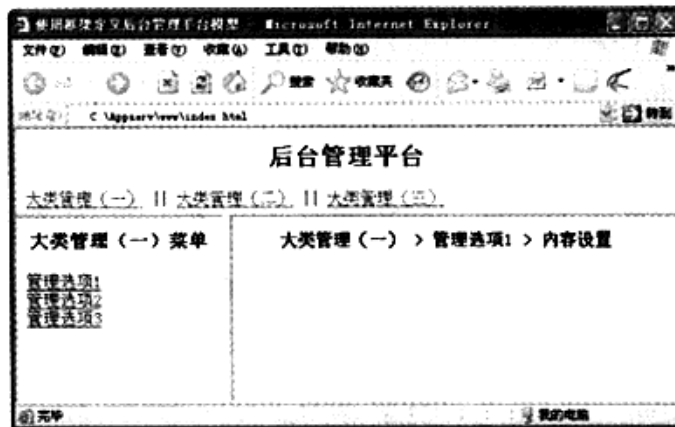 使用框架定义后台管理平台模型 - Microsoft Internet Explorer
文件(F) 编辑(E) 查看(V) 收藏(A) 工具(T) 帮助(H)
搜索 收藏夹
地址(D) C:\Appserv\www\index.html 转到
后台管理平台
大类管理（一） || 大类管理（二） || 大类管理（三）
大类管理（一）菜单
管理选项1
管理选项2
管理选项3
大类管理（一） > 管理选项1 > 内容设置
完毕 我的电脑